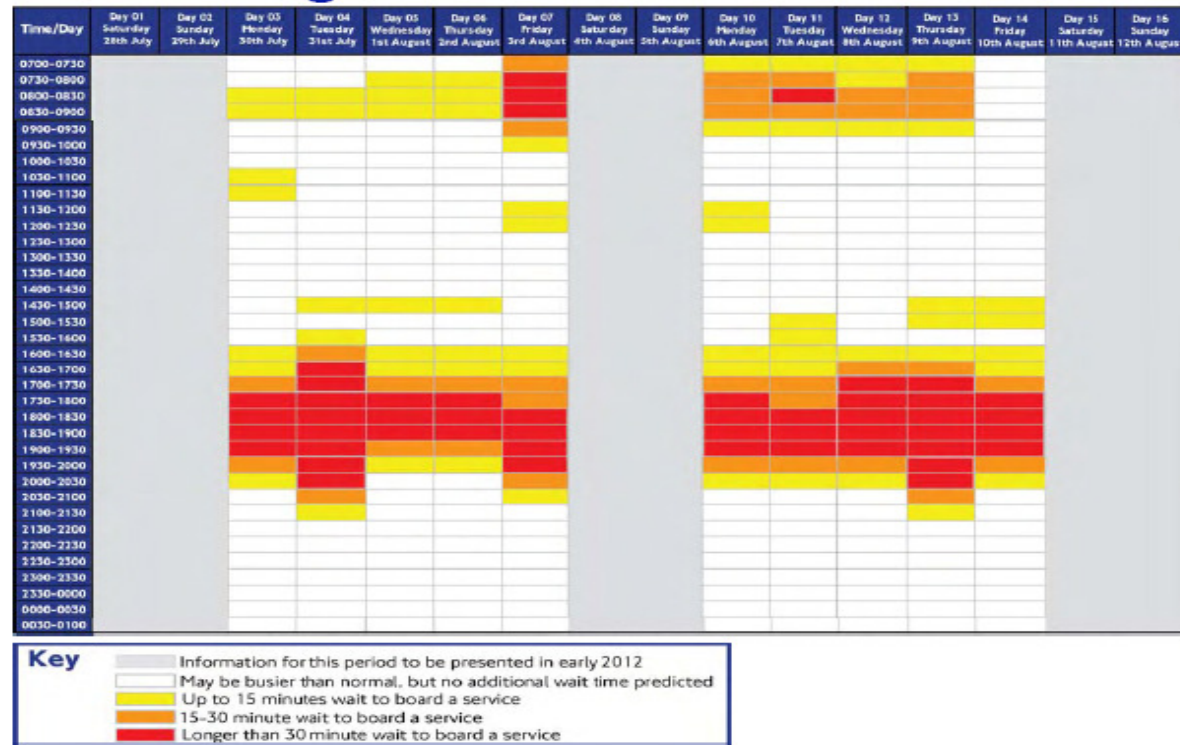 Time/Day
Day 01 Saturday 28th July
Day 02 Sunday 29th July
Day 03 Monday 30th July
Day 04 Tuesday 31st July
Day 05 Wednesday 1st August
Day 06 Thursday 2nd August
Day 07 Friday 3rd August
Day 08 Saturday 4th August
Day 09 Sunday 5th August
Day 10 Monday 6th August
Day 11 Tuesday 7th August
Day 12 Wednesday 8th August
Day 13 Thursday 9th August
Day 14 Friday 10th August
Day 15 Saturday 11th August
Day 16 Sunday 12th Augus
0700-0730
0730-0800
0800-0830
0830-0900
0900-0930
0930-1000
1000-1030
1030-1100
1100-1130
1130-1200
1200-1230
1230-1300
1300-1330
1330-1400
1400-1430
1430-1500
1500-1530
1530-1600
1600-1630
1630-1700
1700-1730
1730-1800
1800-1830
1830-1900
1900-1930
1930-2000
2000-2030
2030-2100
2100-2130
2130-2200
2200-2230
2230-2300
2300-2330
2330-0000
0000-0030
0030-0100
Key
Information for this period to be presented in early 2012
May be busier than normal, but no additional wait time predicted
Up to 15 minutes wait to board a service
15-30 minute wait to board a service
Longer than 30 minute wait to board a service